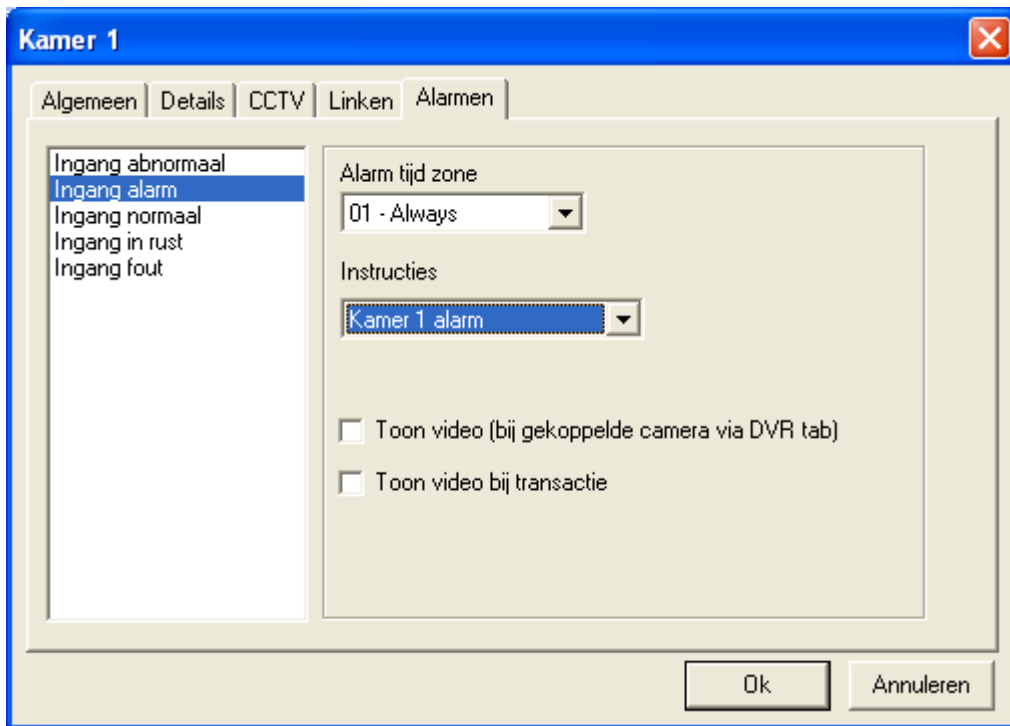 Kamer 1
Algemeen Details CCTV Linken Alarmen
Ingang abnormaal
Ingang alarm
Ingang normaal
Ingang in rust
Ingang fout
Alarm tijd zone
01 - Always
Instructies
Kamer 1 alarm
Toon video (bij gekoppelde camera via DVR tab)
Toon video bij transactie
Ok Annuleren